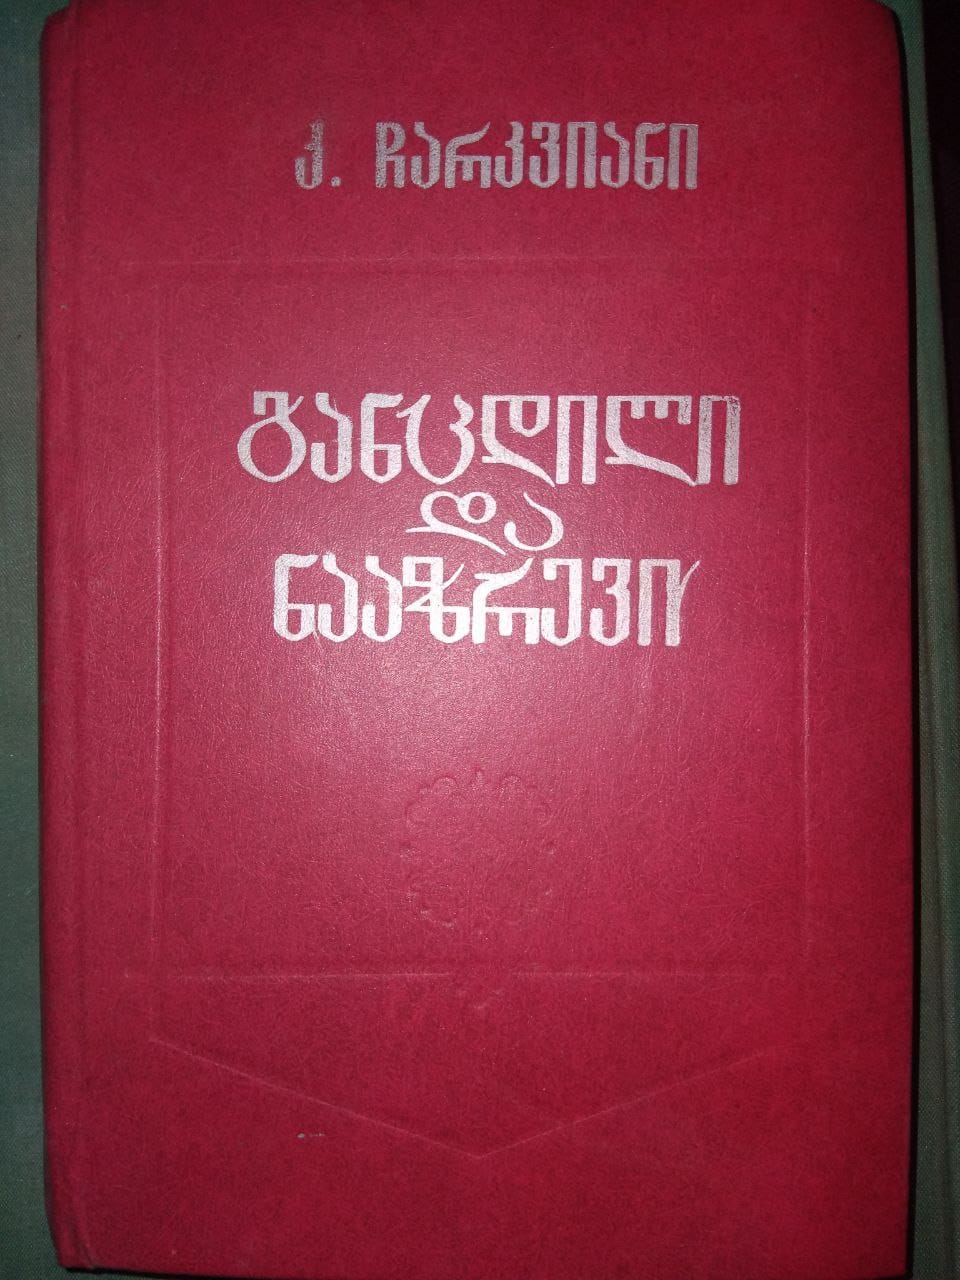 კ. ჩარკვიანი
განცდილი
და
ნააზრევი